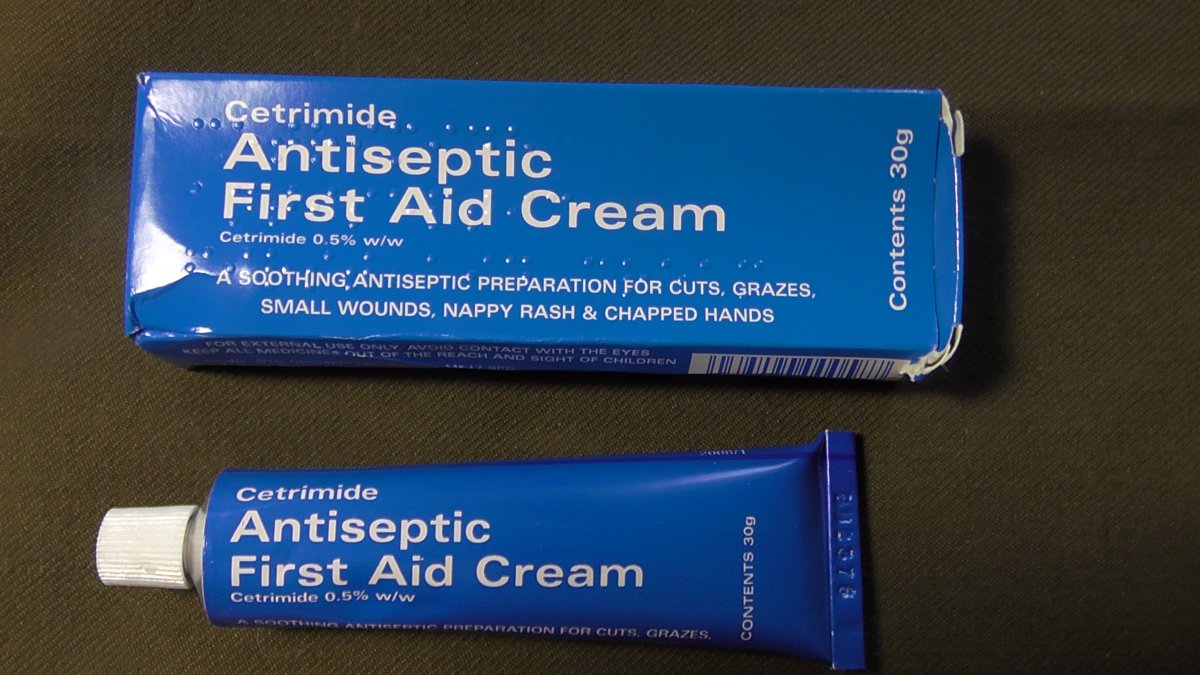 Cetrimide
Antiseptic
First Aid Cream
Cetrimide 0.5% w/w
A SOOTHING ANTISEPTIC PREPARATION FOR CUTS, GRAZES,
SMALL WOUNDS, NAPPY RASH & CHAPPED HANDS
Contents 30g
FOR EXTERNAL USE ONLY AVOID CONTACT WITH THE EYES
KEEP ALL MEDICINES OUT OF THE REACH AND SIGHT OF CHILDREN
Cetrimide
Antiseptic
First Aid Cream
Cetrimide 0.5% w/w
A SOOTHING ANTISEPTIC PREPARATION FOR CUTS, GRAZES,
CONTENTS 30g